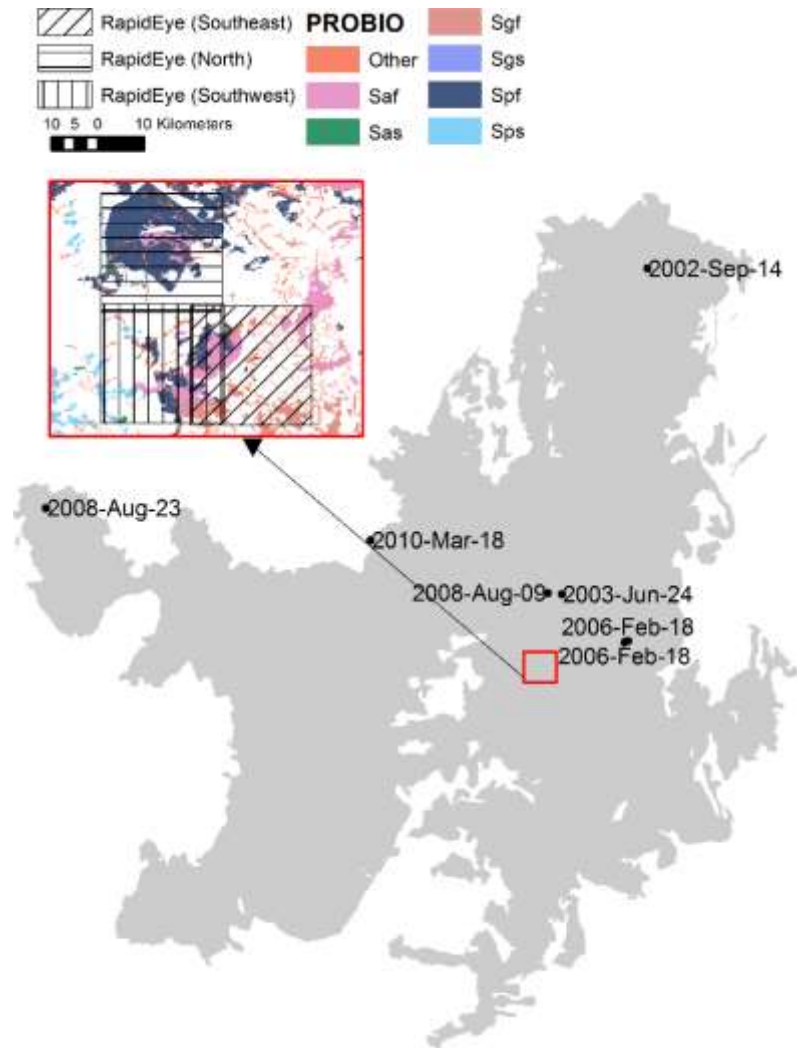 RapidEye (Southeast)
RapidEye (North)
RapidEye (Southwest)
10 5 0 10 Kilometers
PROBIO
Other
Saf
Sas
Sgf
Sgs
Spf
Sps
2002-Sep-14
2008-Aug-23
2010-Mar-18
2008-Aug-09
2003-Jun-24
2006-Feb-18
2006-Feb-18